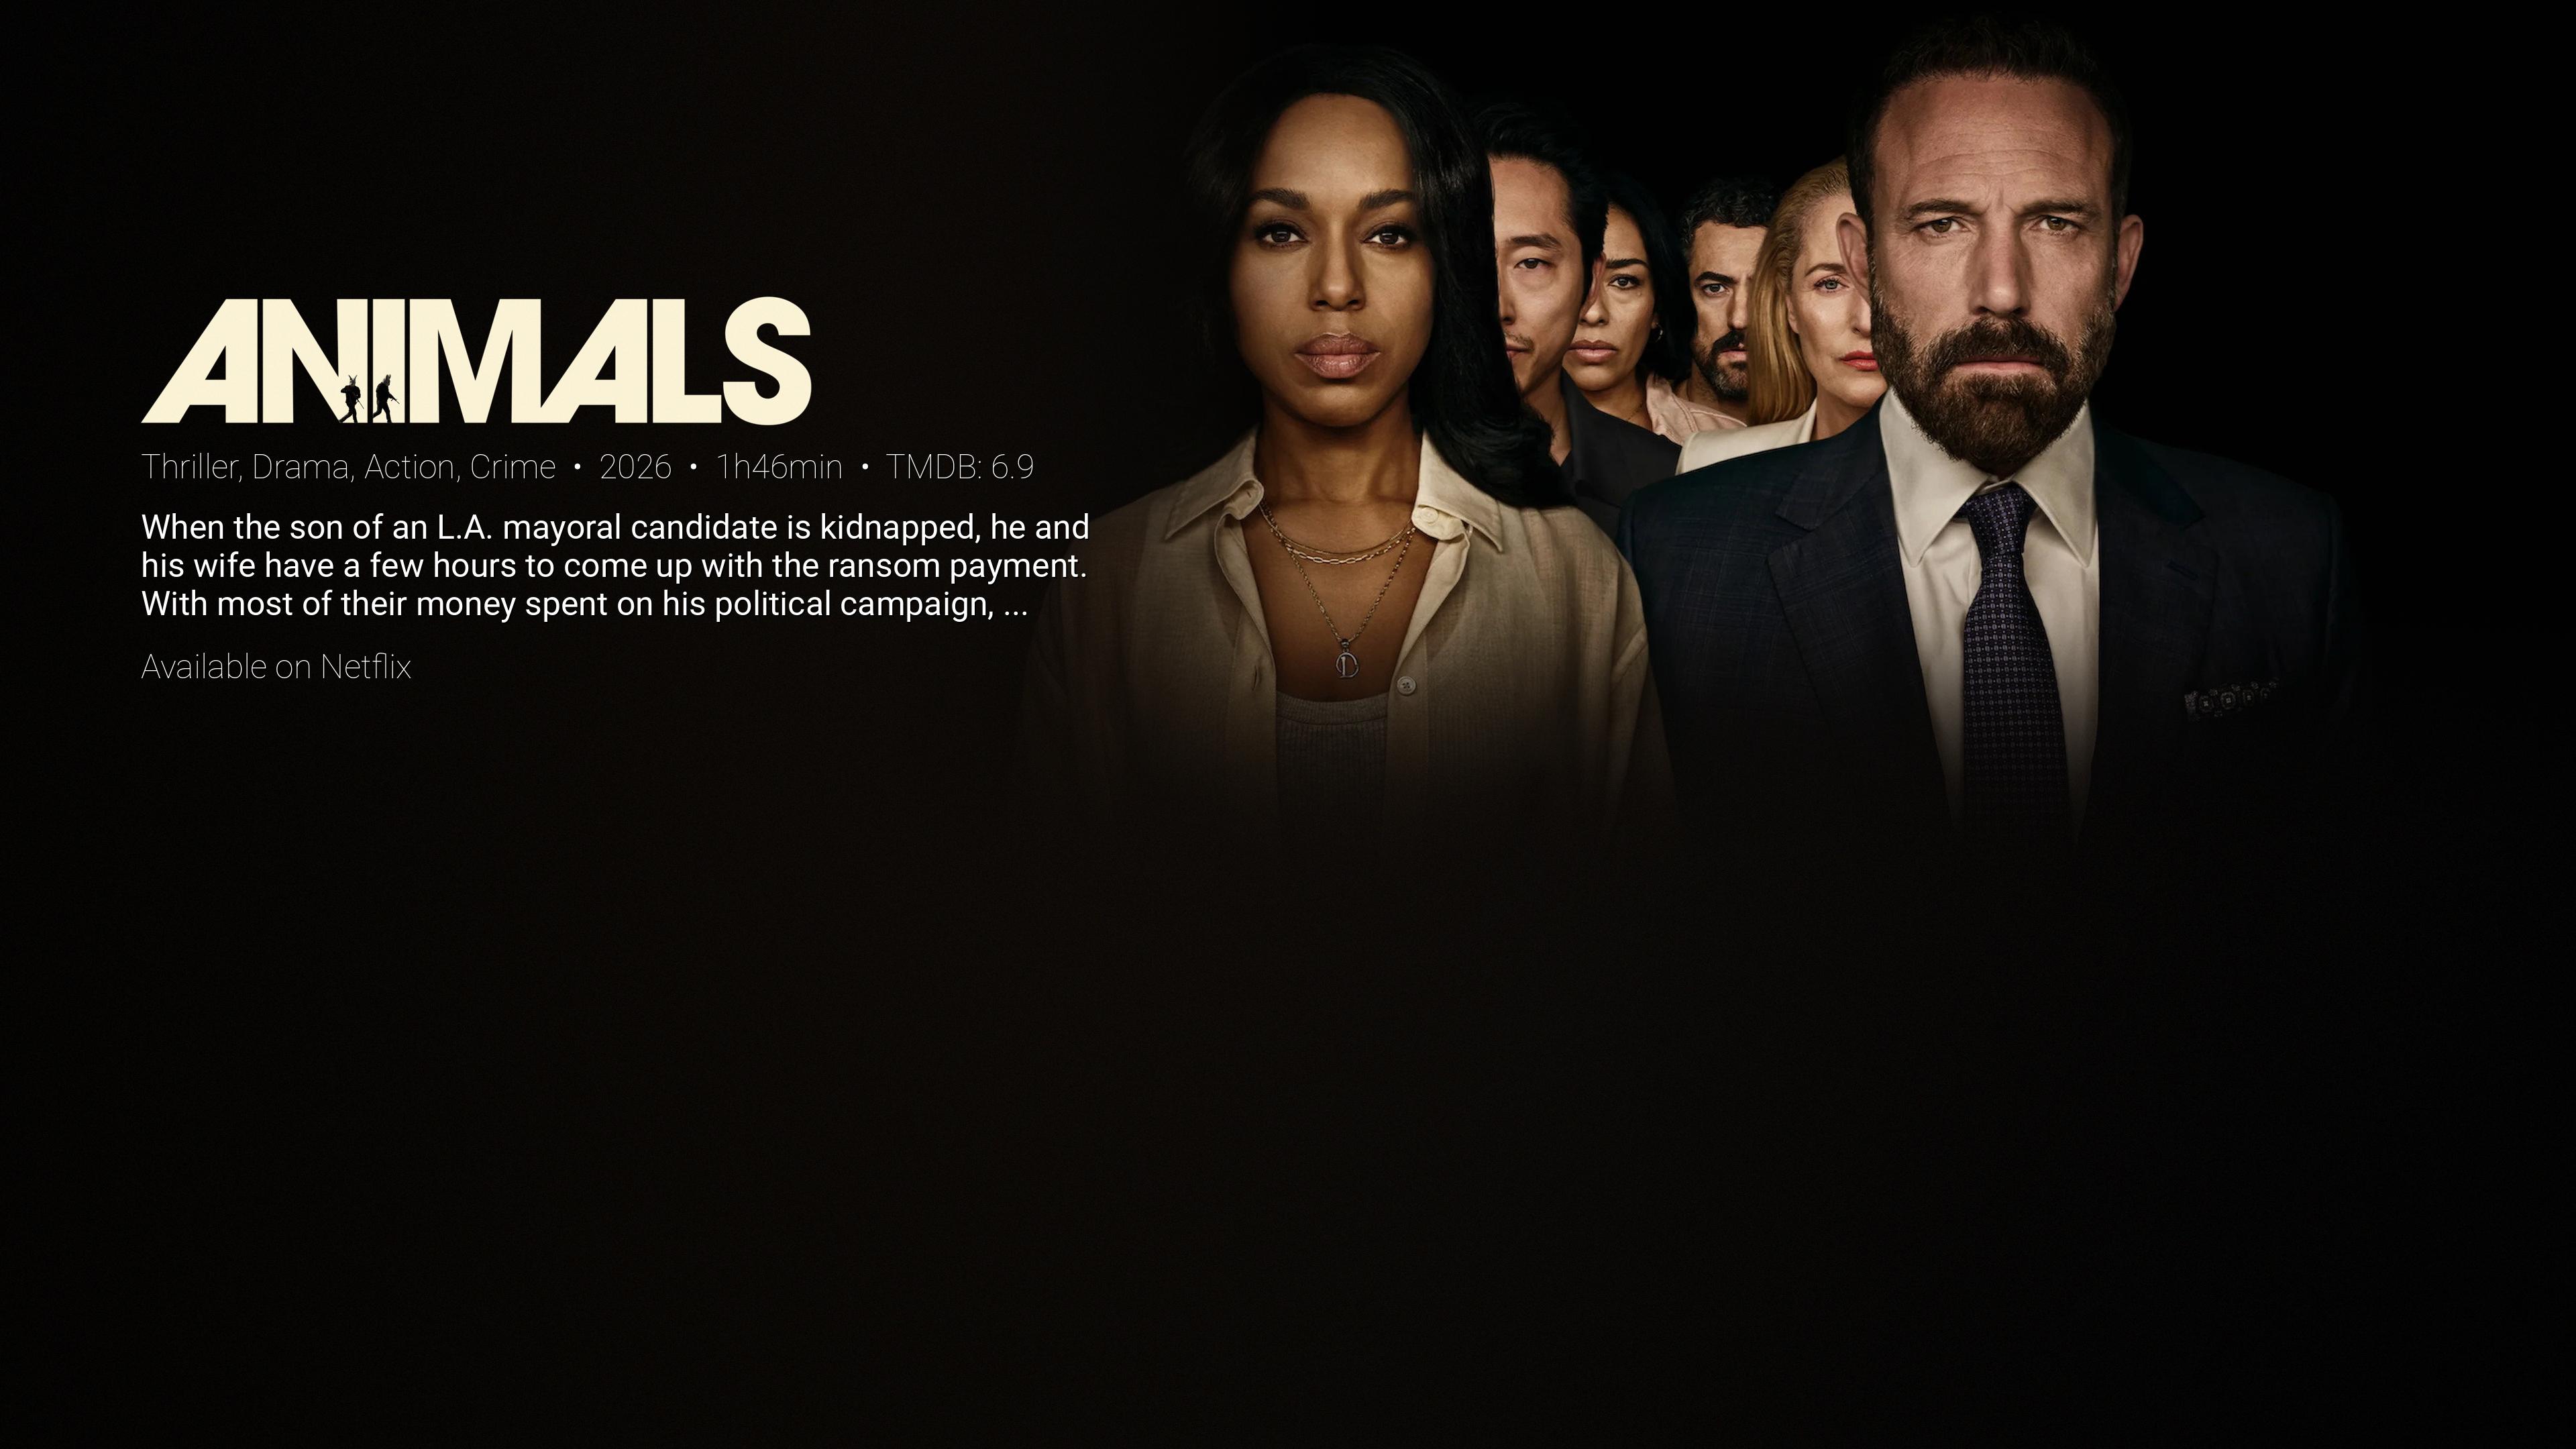 ANIMALS
Thriller, Drama, Action, Crime • 2026 • 1h46min • TMDB: 6.9
When the son of an L.A. mayoral candidate is kidnapped, he and
his wife have a few hours to come up with the ransom payment.
With most of their money spent on his political campaign, ...
Available on Netflix
D